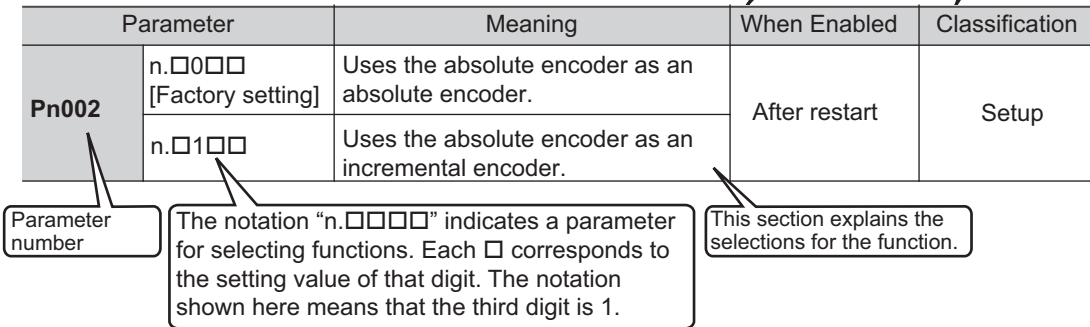 Parameter Meaning When Enabled Classification
Pn002
n.□0□□
[Factory setting]
Uses the absolute encoder as an
absolute encoder.
After restart
Setup
n.□1□□
Uses the absolute encoder as an
incremental encoder.
Parameter
number
The notation “n.□□□□” indicates a parameter
for selecting functions. Each □ corresponds to
the setting value of that digit. The notation
shown here means that the third digit is 1.
This section explains the
selections for the function.